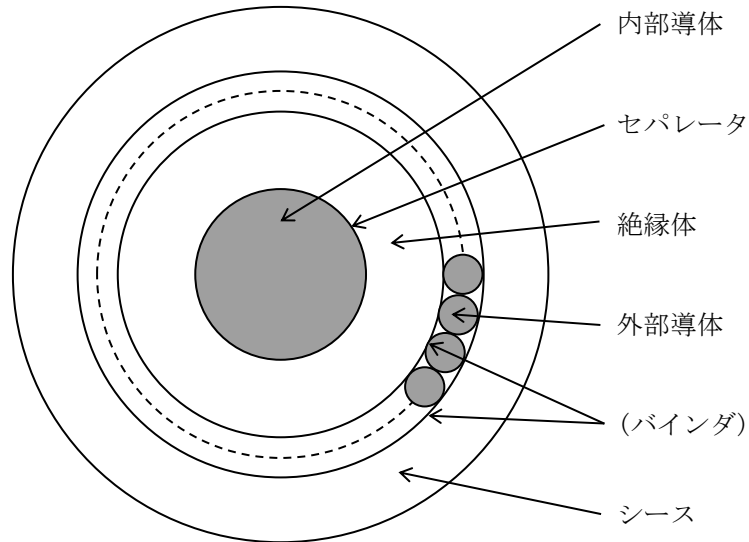 内部導体
セパレータ
絶縁体
外部導体
(バインダ)
シース